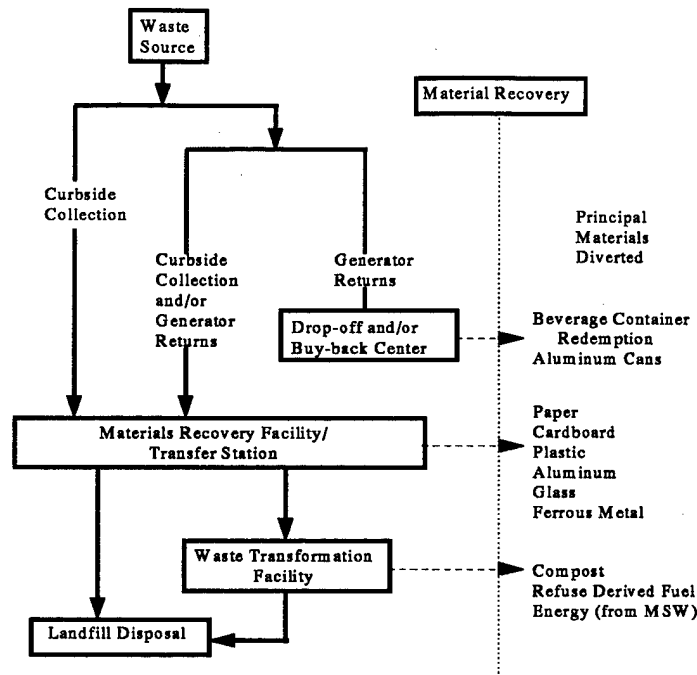 Waste
Source
Material Recovery
Curbside
Collection
Principal
Materials
Diverted
Curbside
Collection
and/or
Generator
Returns
Generator
Returns
Drop-off and/or
Buy-back Center
Beverage Container
Redemption
Aluminum Cans
Materials Recovery Facility/
Transfer Station
Paper
Cardboard
Plastic
Aluminum
Glass
Ferrous Metal
Waste Transformation
Facility
Compost
Refuse Derived Fuel
Energy (from MSW)
Landfill Disposal